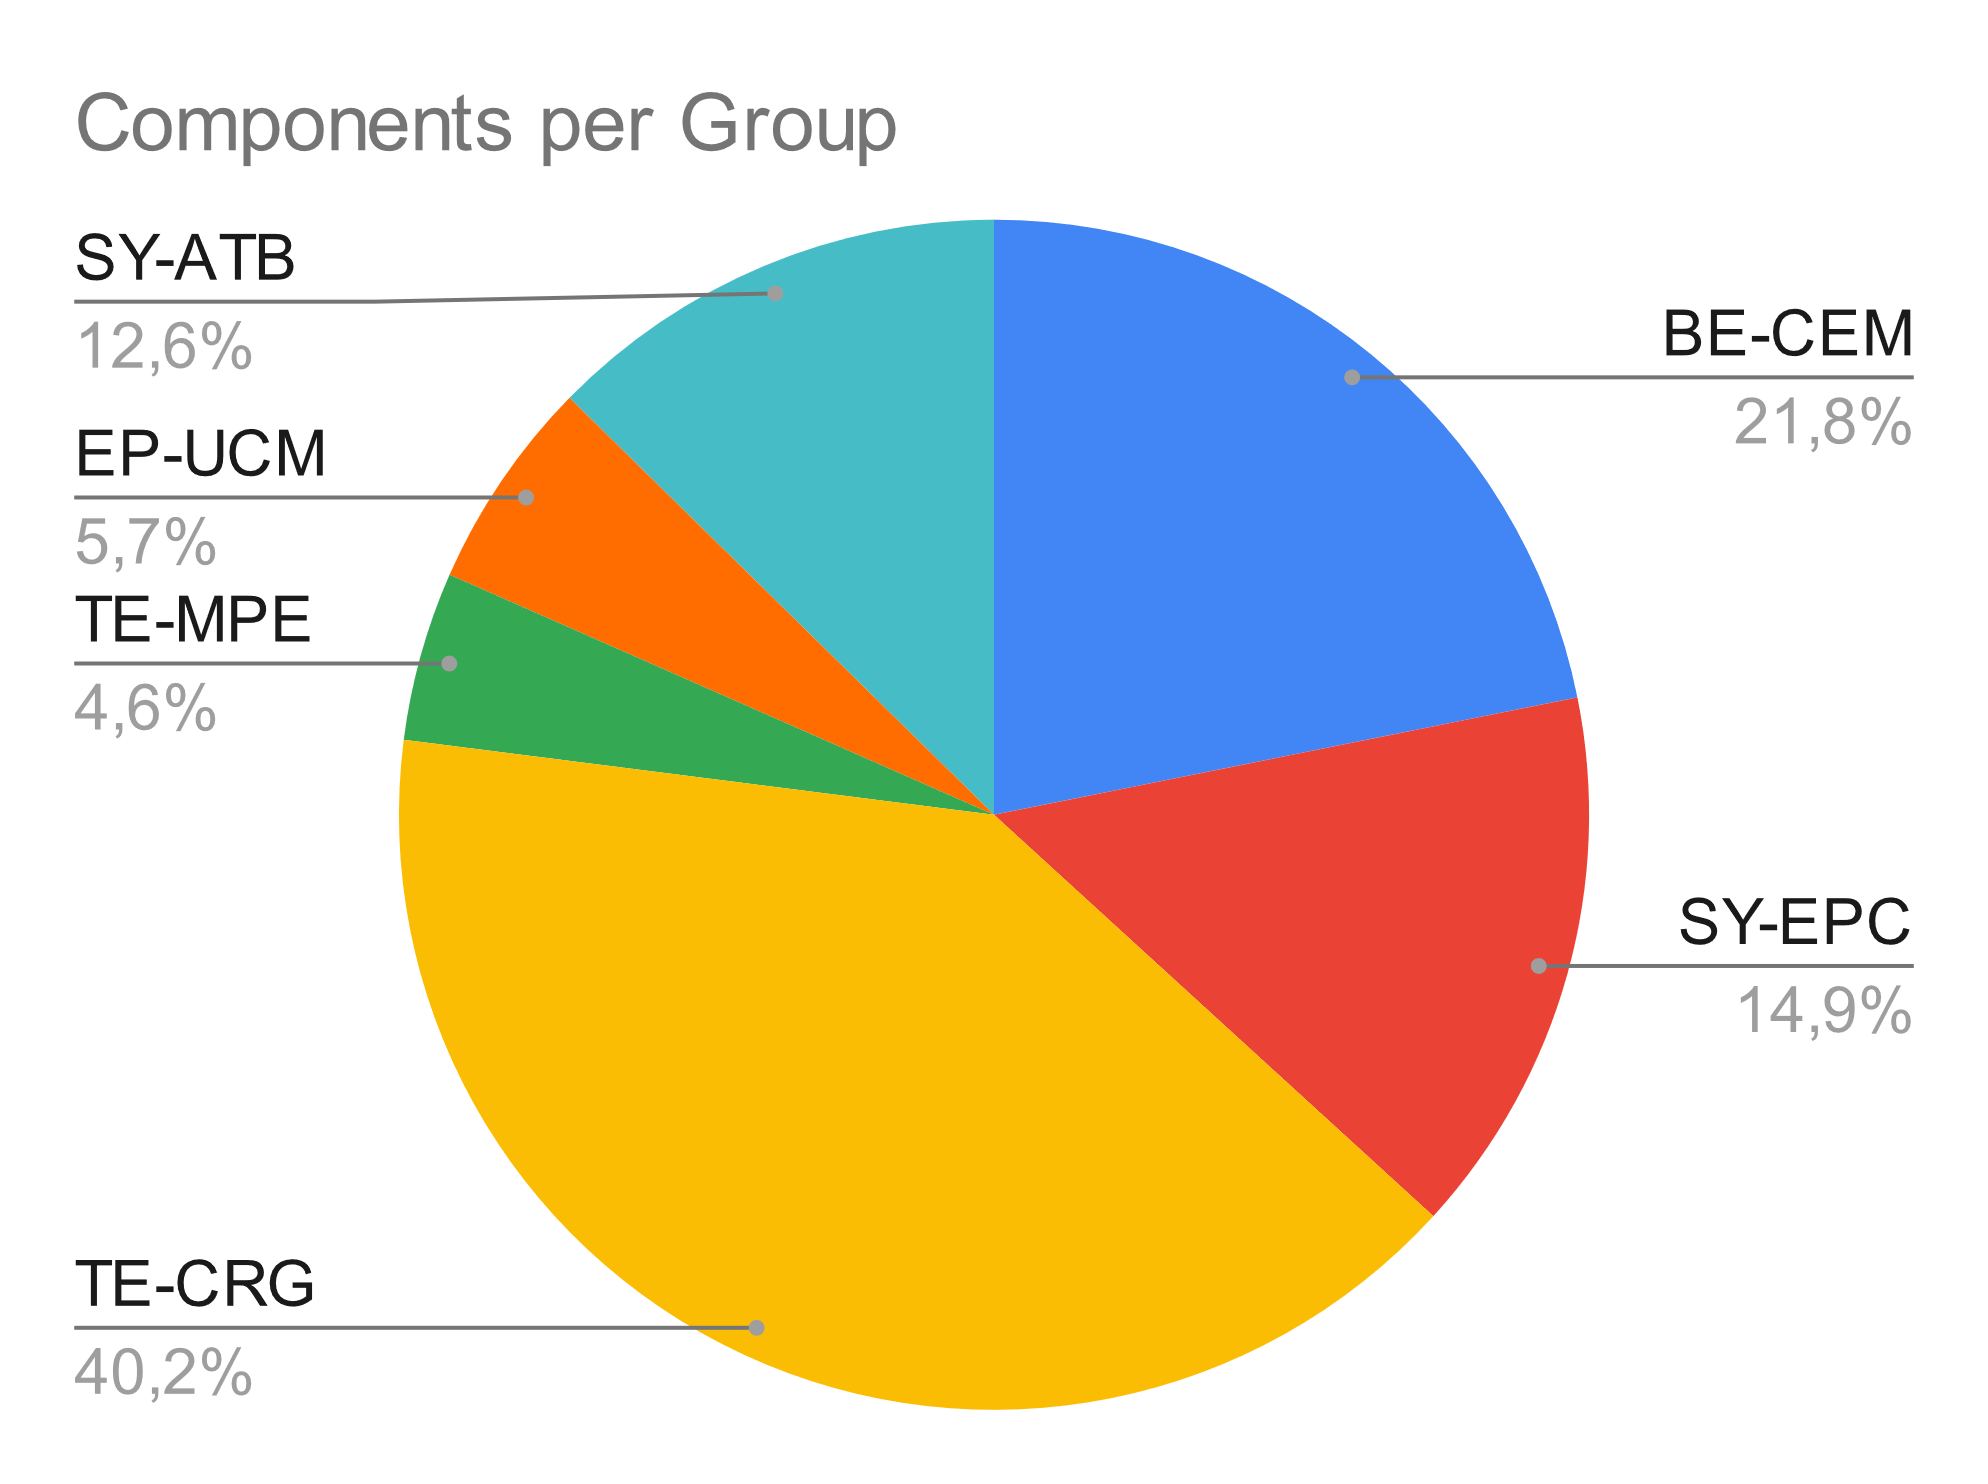 Components per Group
SY-ATB
12,6%
EP-UCM
5,7%
TE-MPE
4,6%
TE-CRG
40,2%
BE-CEM
21,8%
SY-EPC
14,9%